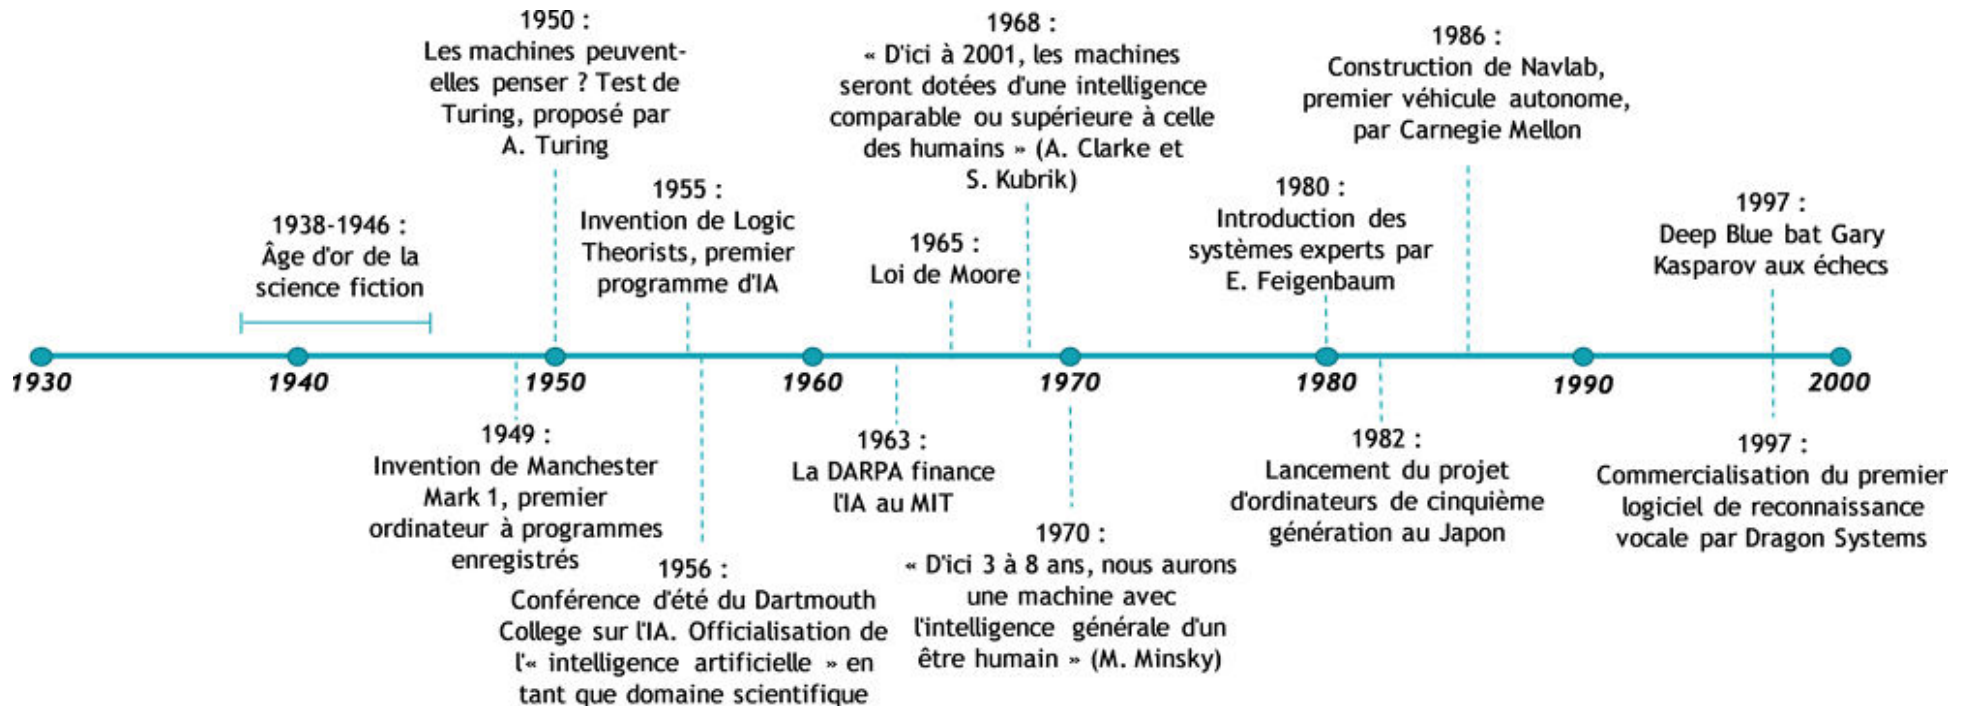 1950 :
Les machines peuvent-
elles penser ? Test de
Turing, proposé par
A. Turing
1968 :
« D'ici à 2001, les machines
seront dotées d'une intelligence
comparable ou supérieure à celle
des humains » (A. Clarke et
S. Kubrik)
1986 :
Construction de Navlab,
premier véhicule autonome,
par Carnegie Mellon
1938-1946 :
Âge d'or de la
science fiction
1955 :
Invention de Logic
Theorists, premier
programme d'IA
1965 :
Loi de Moore
1980 :
Introduction des
systèmes experts par
E. Feigenbaum
1997 :
Deep Blue bat Gary
Kasparov aux échecs
1930
1940
1950
1960
1970
1980
1990
2000
1949 :
Invention de Manchester
Mark 1, premier
ordinateur à programmes
enregistrés
1956 :
Conférence d'été du Dartmouth
College sur l'IA. Officialisation de
l'« intelligence artificielle » en
tant que domaine scientifique
1963 :
La DARPA finance
l'IA au MIT
1970 :
« D'ici 3 à 8 ans, nous aurons
une machine avec
l'intelligence générale d'un
être humain » (M. Minsky)
1982 :
Lancement du projet
d'ordinateurs de cinquième
génération au Japon
1997 :
Commercialisation du premier
logiciel de reconnaissance
vocale par Dragon Systems